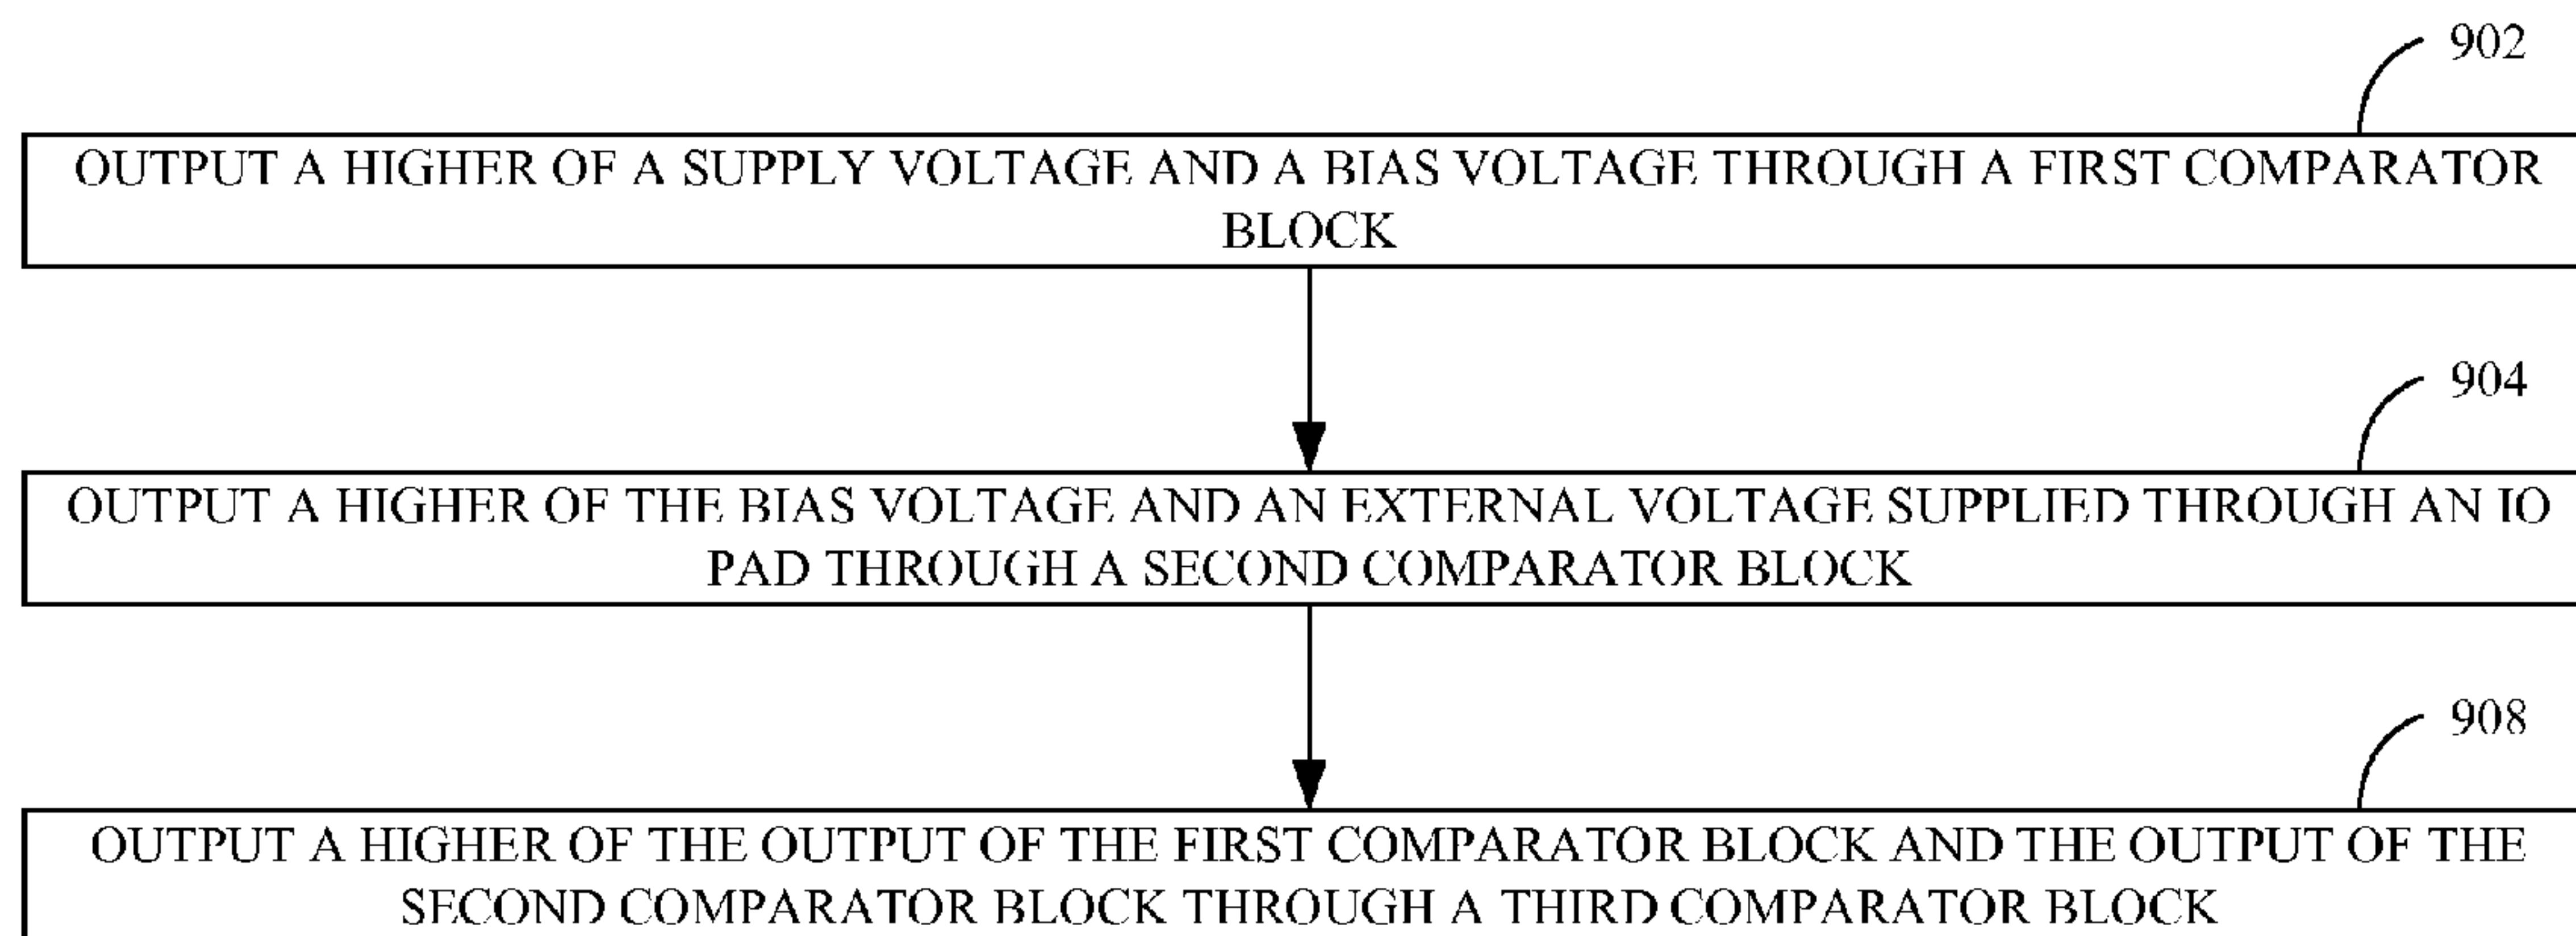 902
OUTPUT A HIGHER OF A SUPPLY VOLTAGE AND A BIAS VOLTAGE THROUGH A FIRST COMPARATOR
BLOCK
904
OUTPUT A HIGHER OF THE BIAS VOLTAGE AND AN EXTERNAL VOLTAGE SUPPLIED THROUGH AN IO
PAD THROUGH A SECOND COMPARATOR BLOCK
908
OUTPUT A HIGHER OF THE OUTPUT OF THE FIRST COMPARATOR BLOCK AND THE OUTPUT OF THE
SECOND COMPARATOR BLOCK THROUGH A THIRD COMPARATOR BLOCK